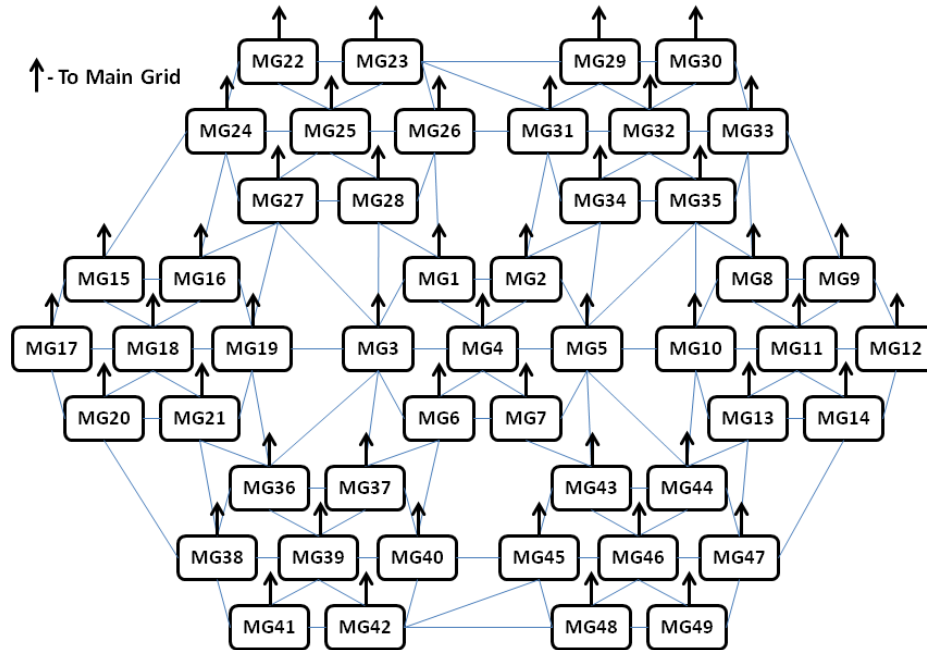 MG22 MG23 MG29 MG30
- To Main Grid
MG24 MG25 MG26 MG31 MG32 MG33
MG27 MG28 MG34 MG35
MG15 MG16 MG1 MG2 MG8 MG9
MG17 MG18 MG19 MG3 MG4 MG5 MG10 MG11 MG12
MG20 MG21 MG6 MG7 MG13 MG14
MG36 MG37 MG43 MG44
MG38 MG39 MG40 MG45 MG46 MG47
MG41 MG42 MG48 MG49